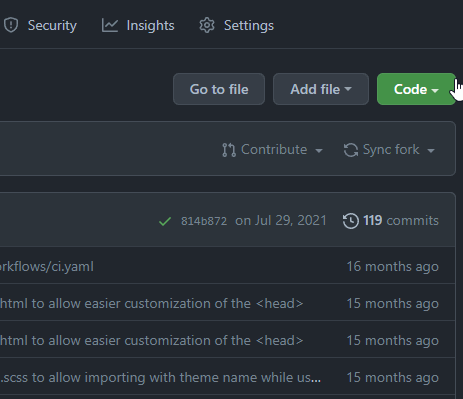 Security Insights Settings
Go to file Add file Code
Contribute Sync fork
814b872 on Jul 29, 2021 119 commits
rkflows/ci.yaml 16 months ago
html to allow easier customization of the <head> 15 months ago
html to allow easier customization of the <head> 15 months ago
.scss to allow importing with theme name while us... 15 months ago